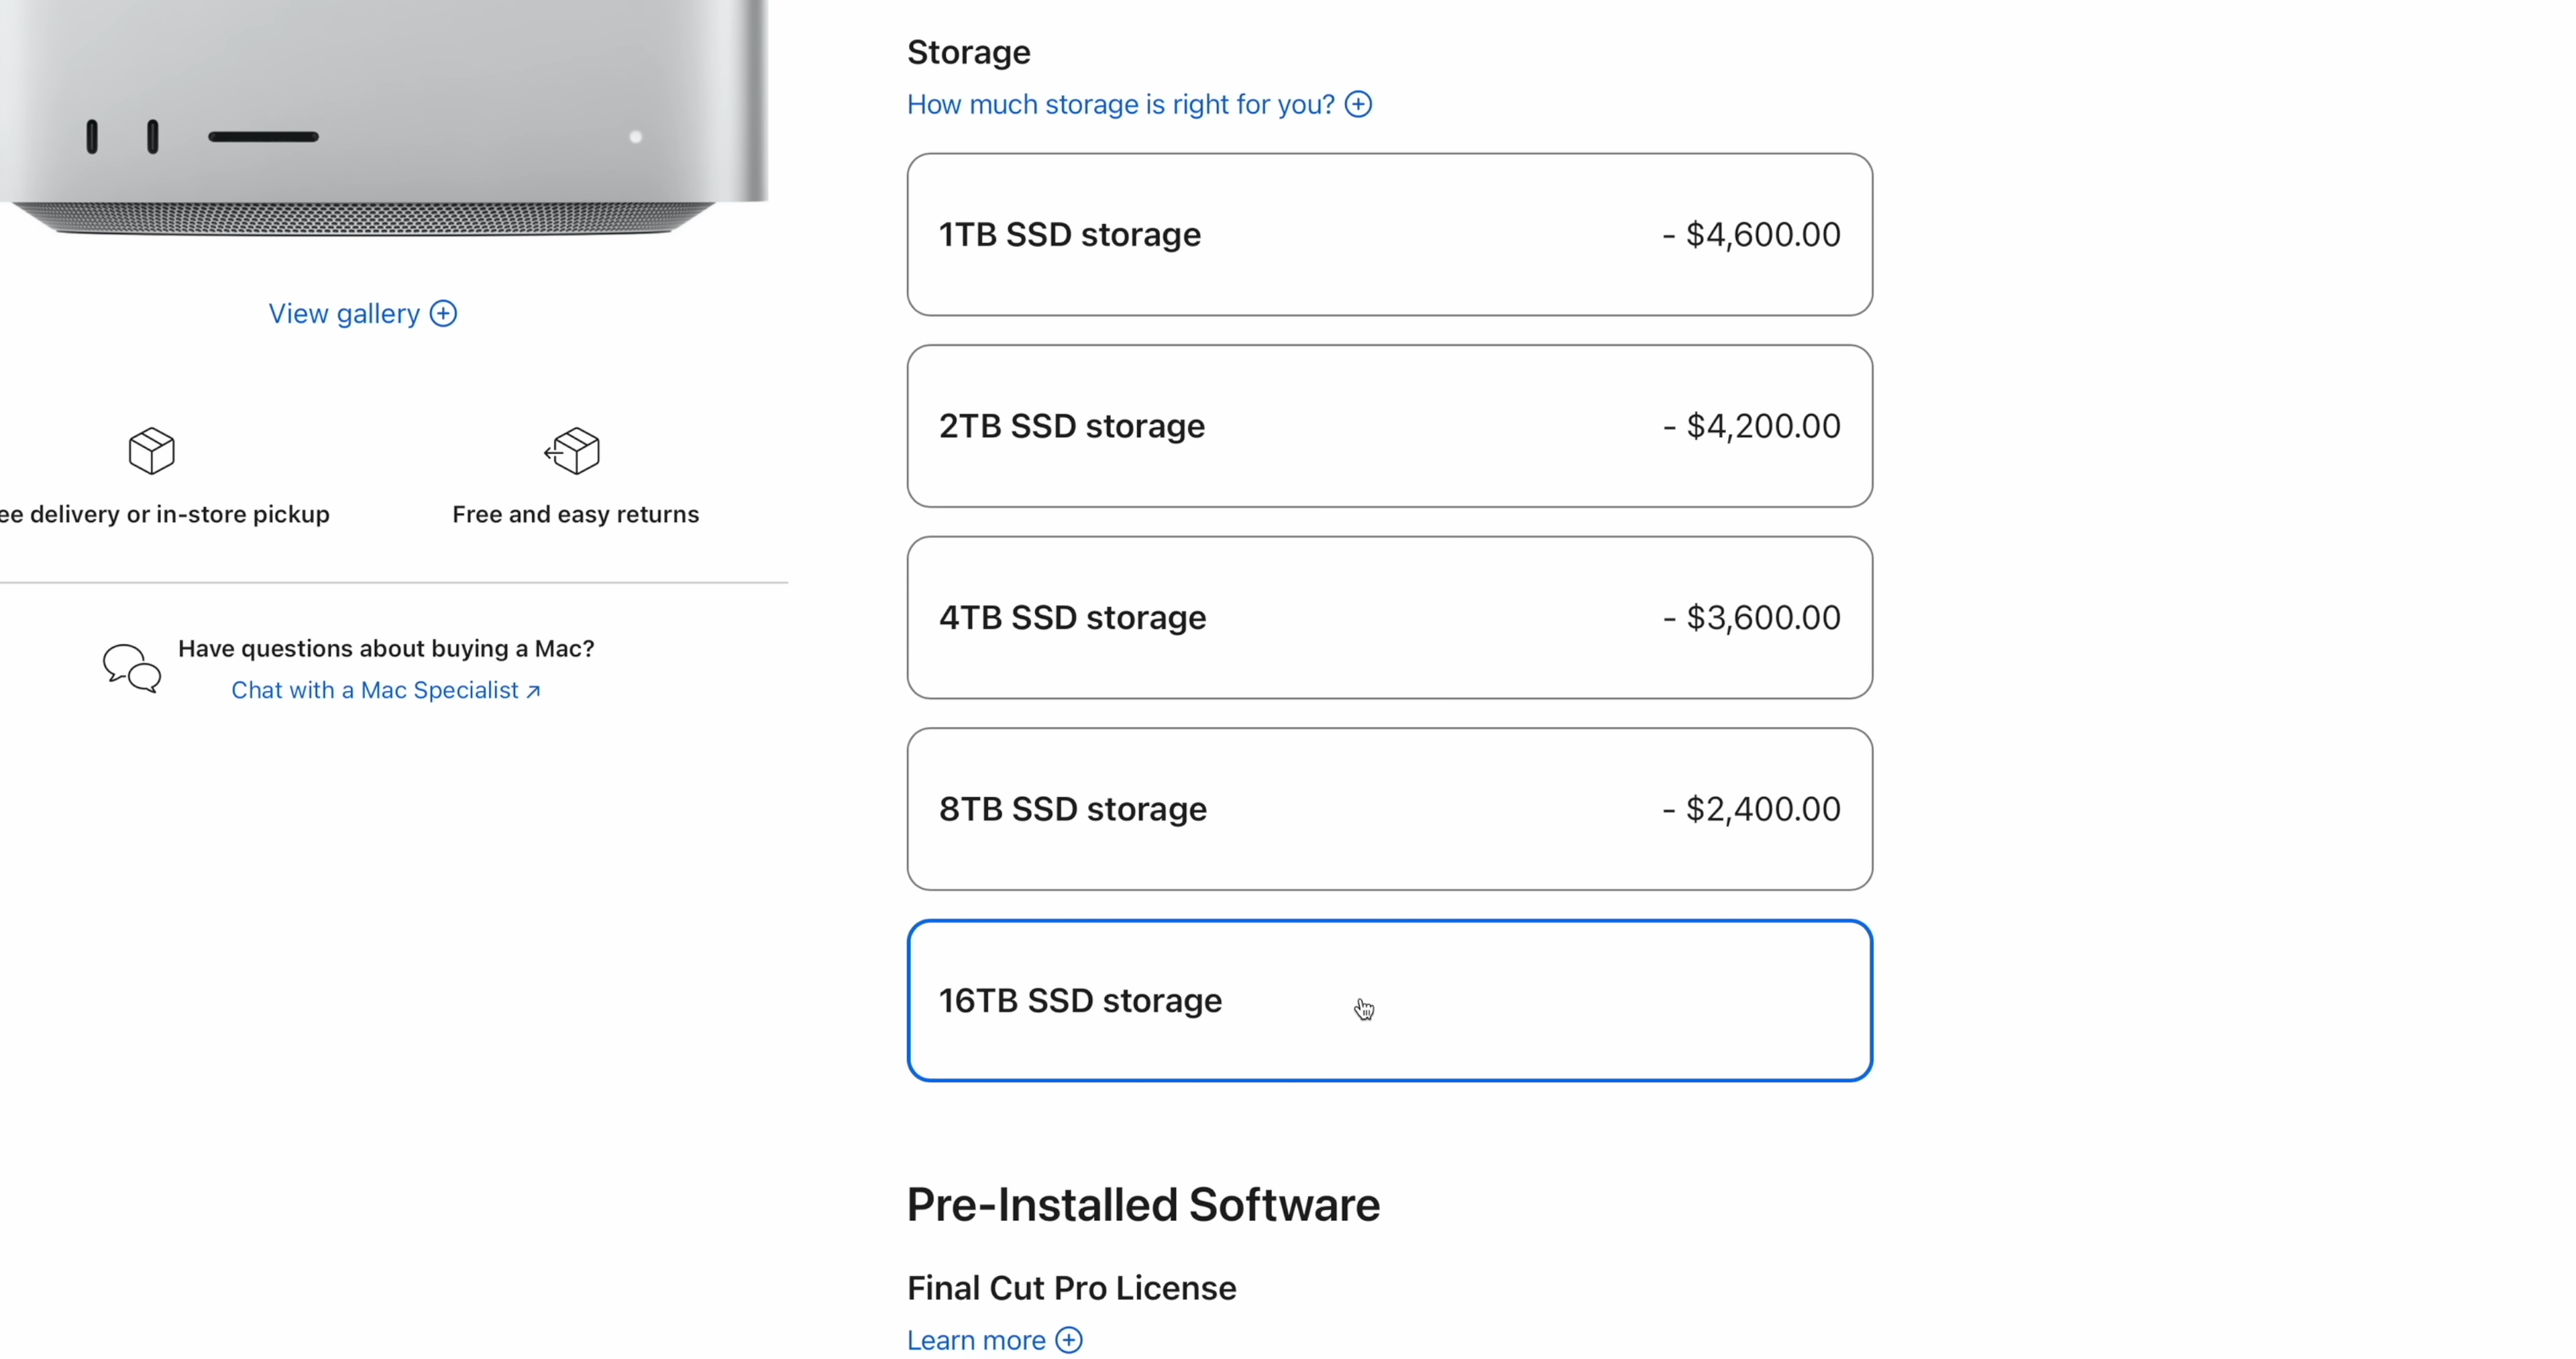 Storage
How much storage is right for you?
1TB SSD storage - $4,600.00
2TB SSD storage - $4,200.00
4TB SSD storage - $3,600.00
8TB SSD storage - $2,400.00
16TB SSD storage
Pre-Installed Software
Final Cut Pro License
Learn more
View gallery
ee delivery or in-store pickup
Free and easy returns
Have questions about buying a Mac?
Chat with a Mac Specialist ↗